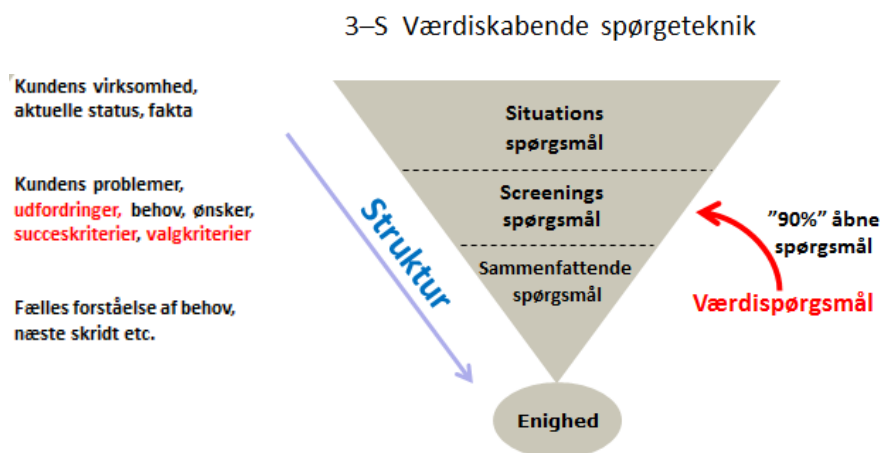 3–S Værdiskabende spørgeteknik
Kundens virksomhed,
aktuelle status, fakta
Kundens problemer,
udfordringer, behov, ønsker,
succeskriterier, valgkriterier
Fælles forståelse af behov,
næste skridt etc.
Struktur
Situations
spørgsmål
Screenings
spørgsmål
Sammenfattende
spørgsmål
Enighed
”90%” åbne
spørgsmål
Værdispørgsmål